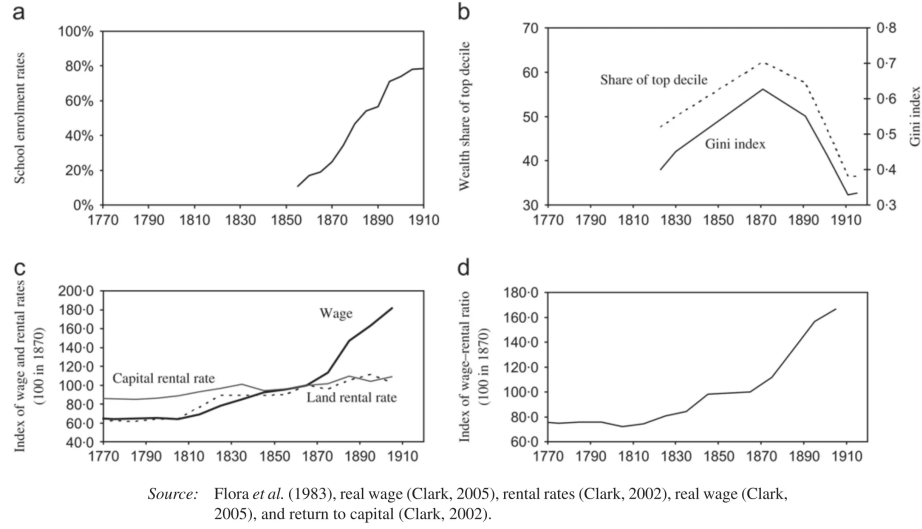 a
School enrolment rates
100%
80%
60%
40%
20%
0%
1770 1790 1810 1830 1850 1870 1890 1910
b
Wealth share of top decile
70
60
50
40
30
Share of top decile
Gini index
0·8
0·7
0·6
0·5
0·4
0·3
Gini index
1770 1790 1810 1830 1850 1870 1890 1910
c
Index of wage and rental rates
(100 in 1870)
200·0
180·0
160·0
140·0
120·0
100·0
80·0
60·0
40·0
Wage
Capital rental rate
Land rental rate
1770 1790 1810 1830 1850 1870 1890 1910
d
Index of wage–rental ratio
(100 in 1870)
180·0
160·0
140·0
120·0
100·0
80·0
60·0
1770 1790 1810 1830 1850 1870 1890 1910
Source: Flora et al. (1983), real wage (Clark, 2005), rental rates (Clark, 2002), real wage (Clark,
2005), and return to capital (Clark, 2002).